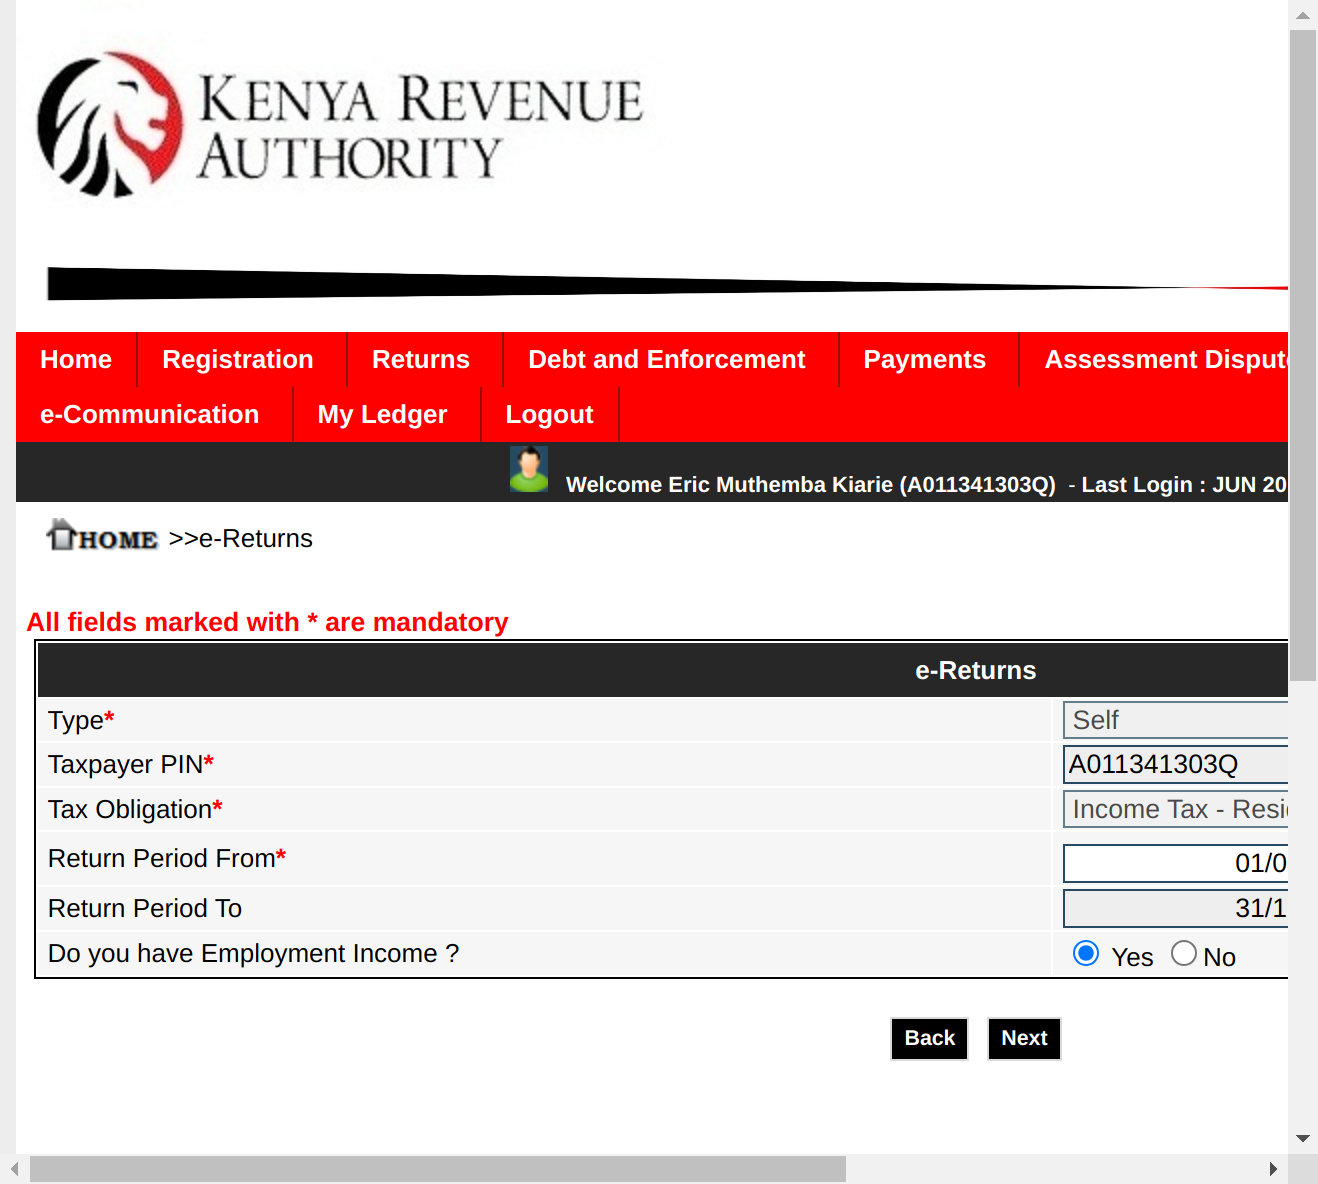 KENYA REVENUE
AUTHORITY
Home Registration Returns Debt and Enforcement Payments Assessment Dispute
e-Communication My Ledger Logout
Welcome Eric Muthemba Kiarie (A011341303Q) - Last Login : JUN 20
HOME >>e-Returns
All fields marked with * are mandatory
e-Returns
Type* Self
Taxpayer PIN* A011341303Q
Tax Obligation* Income Tax - Resid
Return Period From* 01/0
Return Period To 31/1
Do you have Employment Income ? Yes No
Back Next